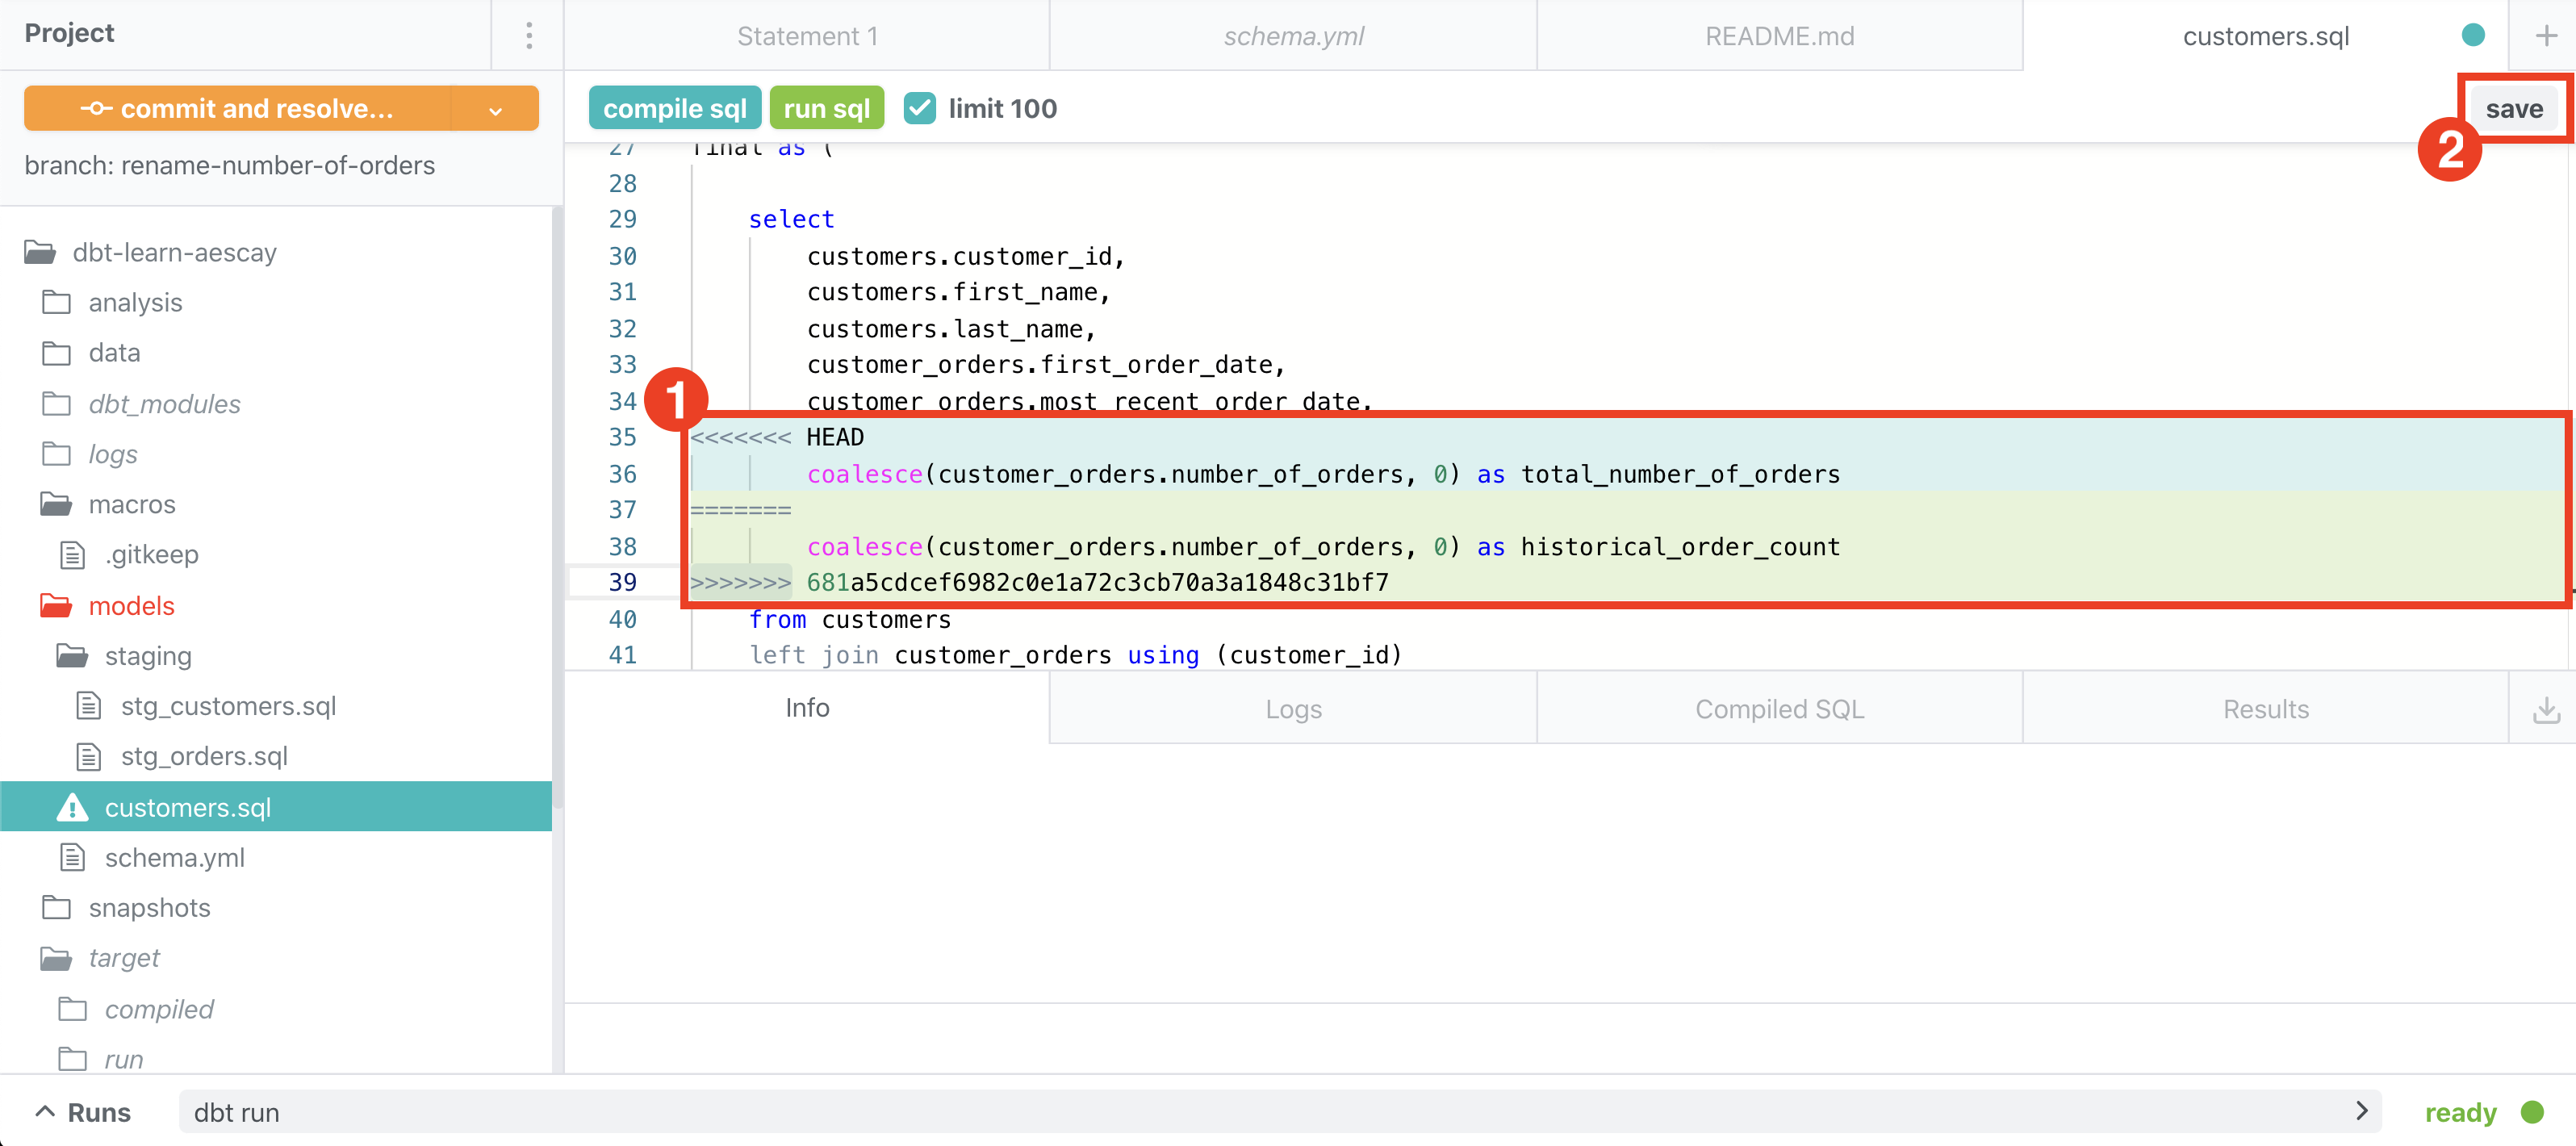 Project
Statement 1
schema.yml
README.md
customers.sql
+
commit and resolve...
compile sql
run sql
limit 100
save
2
branch: rename-number-of-orders
dbt-learn-aescay
analysis
data
dbt_modules
logs
macros
.gitkeep
models
staging
stg_customers.sql
stg_orders.sql
customers.sql
schema.yml
snapshots
target
compiled
run
27 final as (
28
29 select
30 customers.customer_id,
31 customers.first_name,
32 customers.last_name,
33 customer_orders.first_order_date,
34 customer_orders.most_recent_order_date,
1
35 <<<<<<< HEAD
36 coalesce(customer_orders.number_of_orders, 0) as total_number_of_orders
37 =======
38 coalesce(customer_orders.number_of_orders, 0) as historical_order_count
39 >>>>>>> 681a5cdcef6982c0e1a72c3cb70a3a1848c31bf7
40 from customers
41 left join customer_orders using (customer_id)
Info
Logs
Compiled SQL
Results
Runs
dbt run
ready